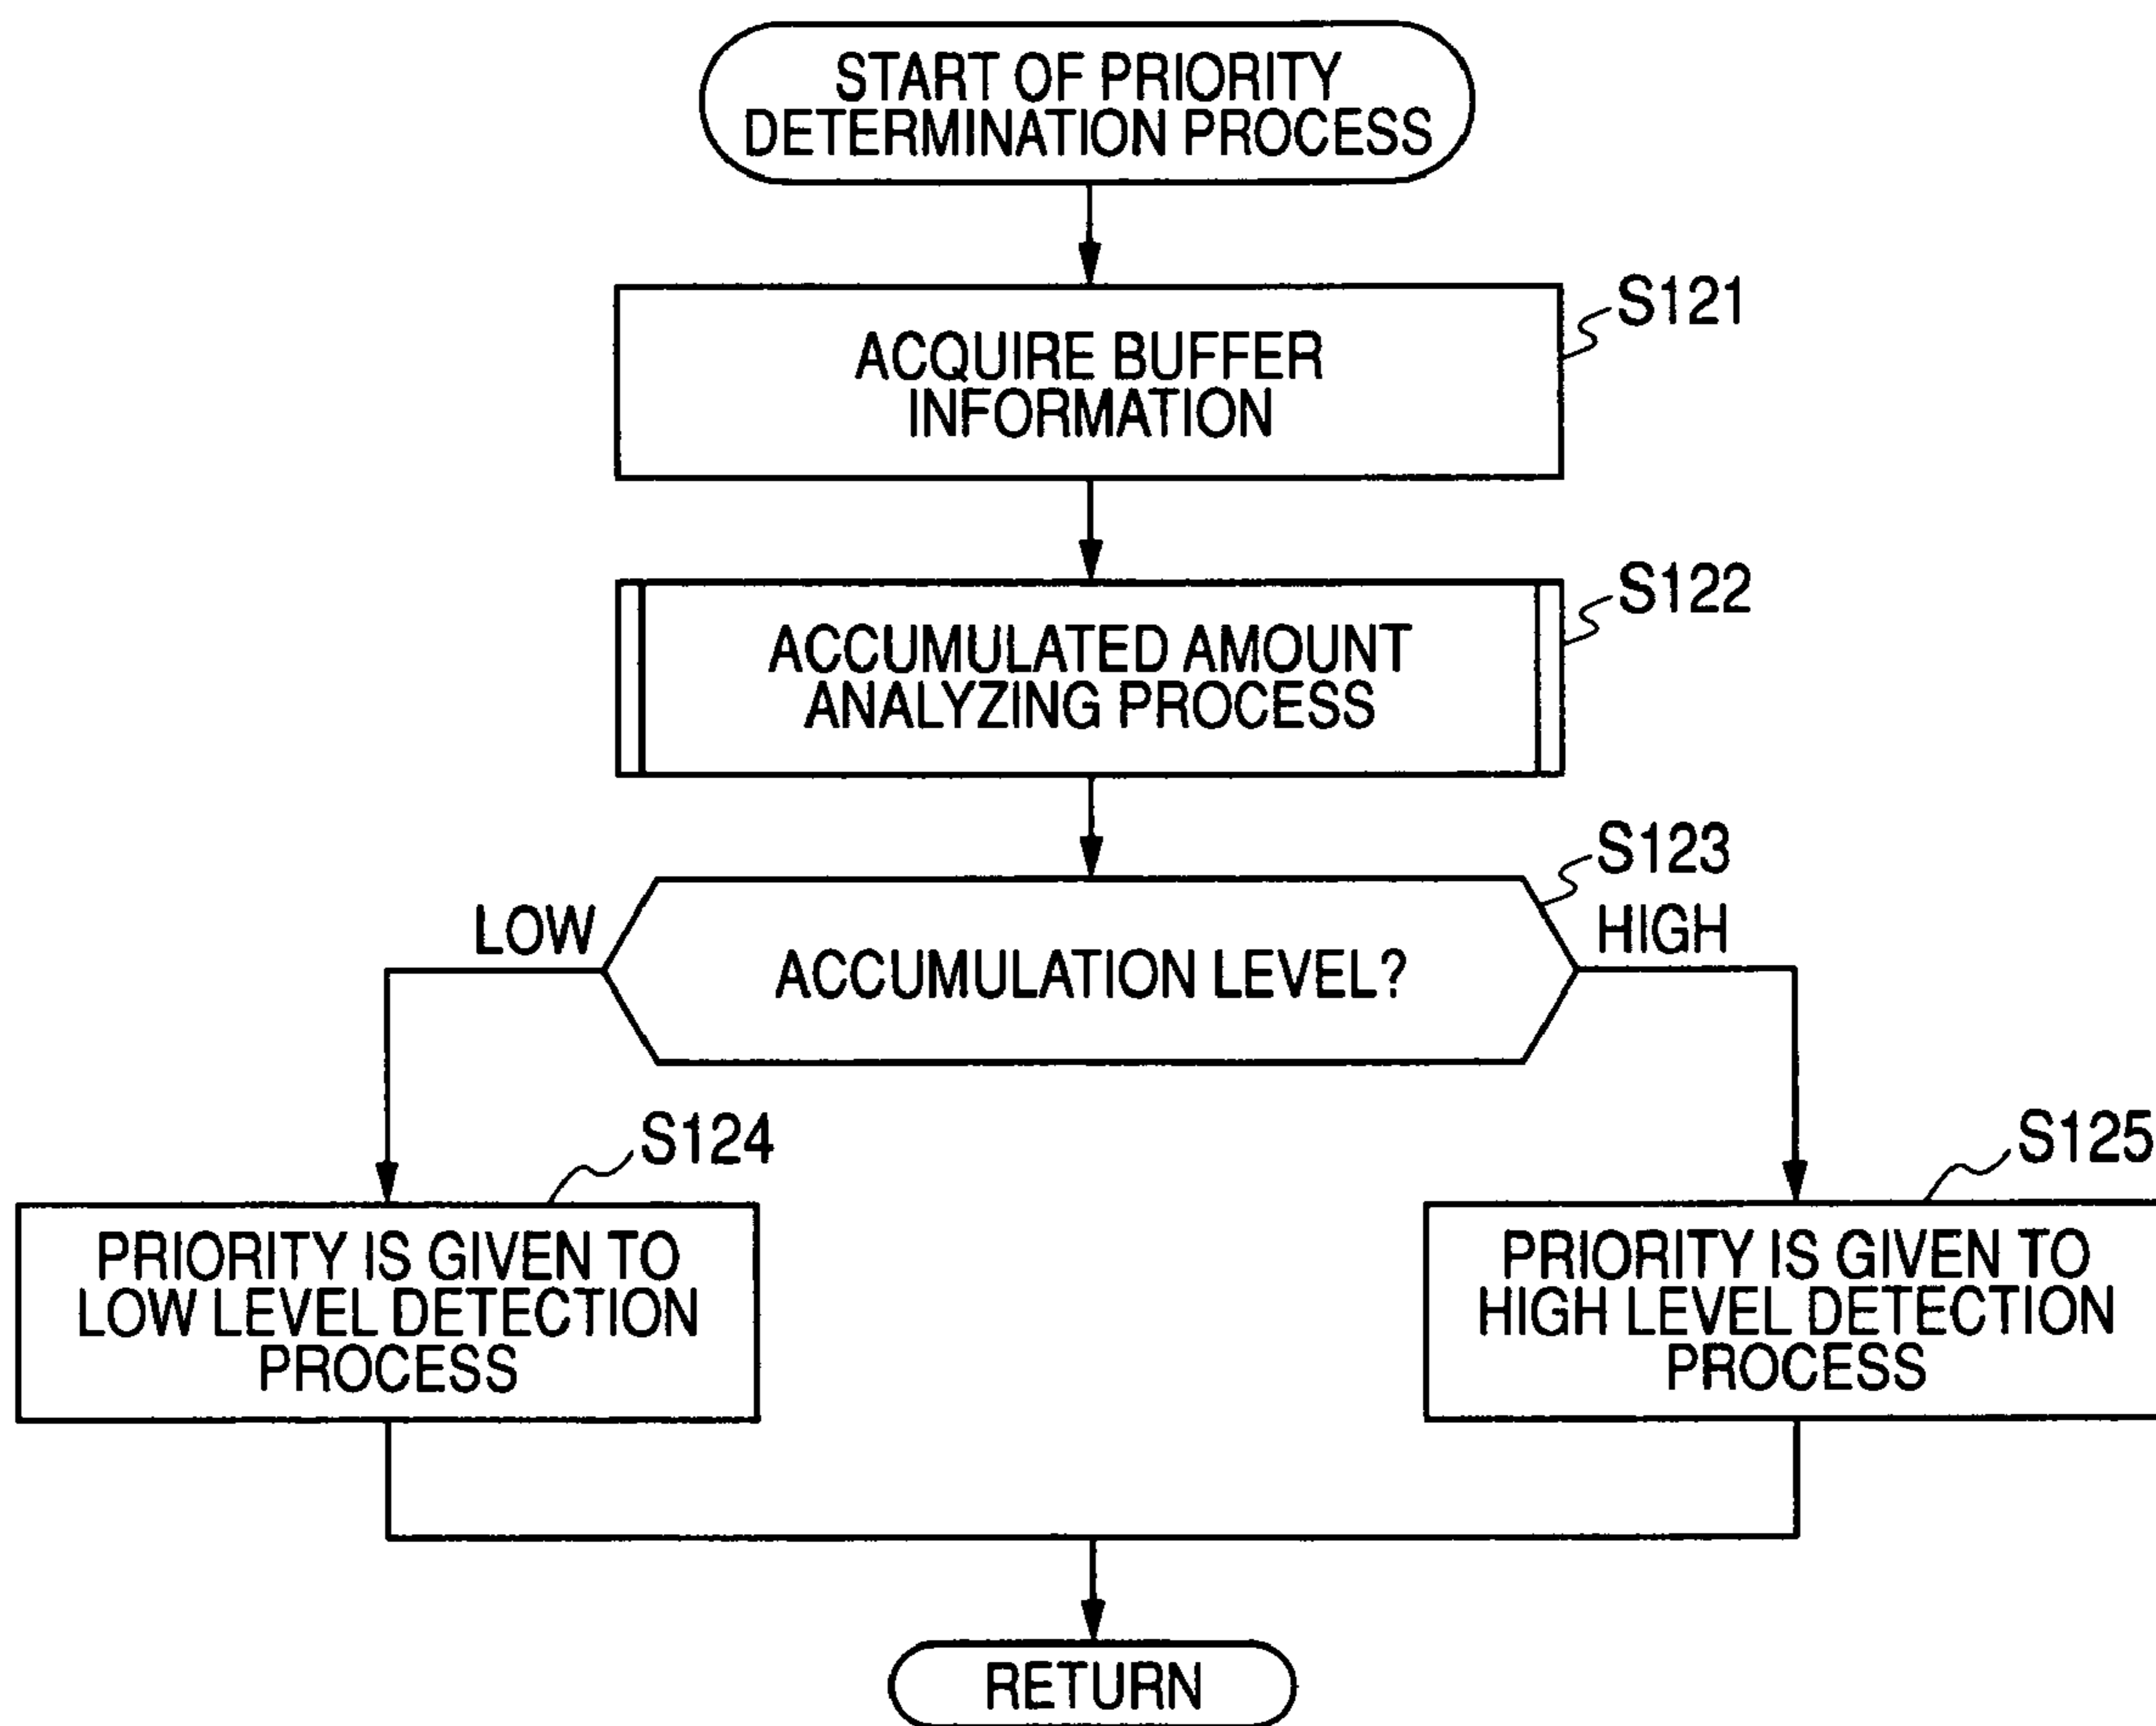 START OF PRIORITY
DETERMINATION PROCESS
S121
ACQUIRE BUFFER
INFORMATION
S122
ACCUMULATED AMOUNT
ANALYZING PROCESS
S123
LOW
HIGH
ACCUMULATION LEVEL?
S124
PRIORITY IS GIVEN TO
LOW LEVEL DETECTION
PROCESS
S125
PRIORITY IS GIVEN TO
HIGH LEVEL DETECTION
PROCESS
RETURN